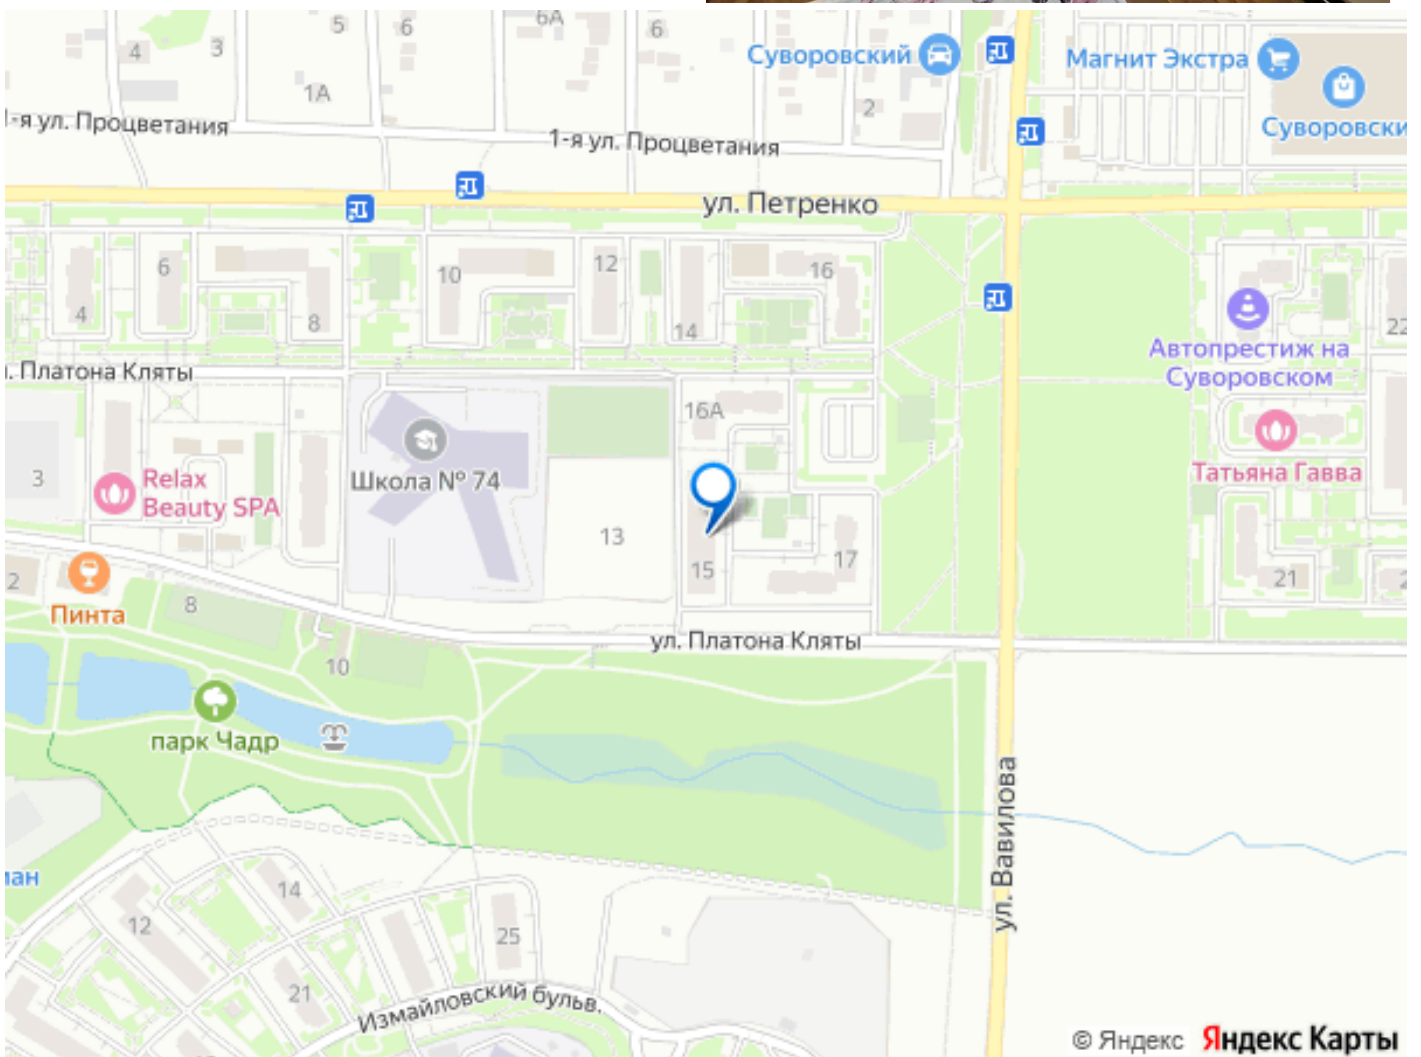 5
6
6А
6
4
3
1А
2
Суворовский
Магнит Экстра
Суворовски
1-я ул. Процветания
1-я ул. Процветания
ул. Петренко
6
10
12
16
4
8
14
22
Автопрестиж на
Суворовском
. Платона Кляты
16А
Татьяна Гавва
3
Relax
Beauty SPA
Школа № 74
13
15
17
21
2
2
Пинта
8
10
ул. Платона Кляты
парк Чадр
ул. Вавилова
ан
14
12
25
21
Измайловский бульв.
© Яндекс Яндекс Карты